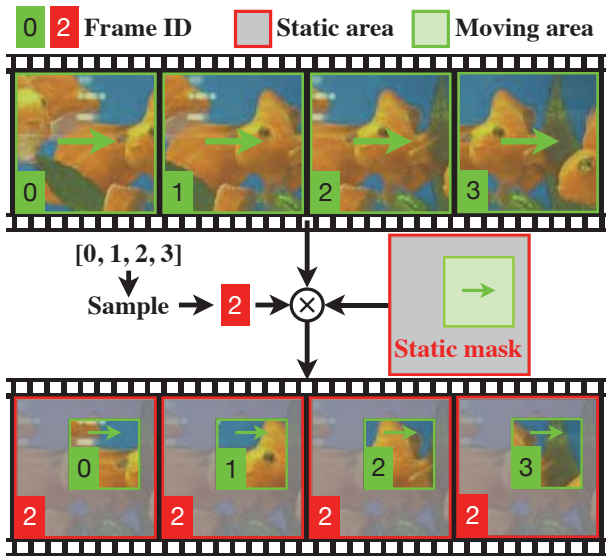 0 2 Frame ID Static area Moving area
0 1 2 3
[0, 1, 2, 3]
Sample 2
Static mask
0 1 2 3
2 2 2 2